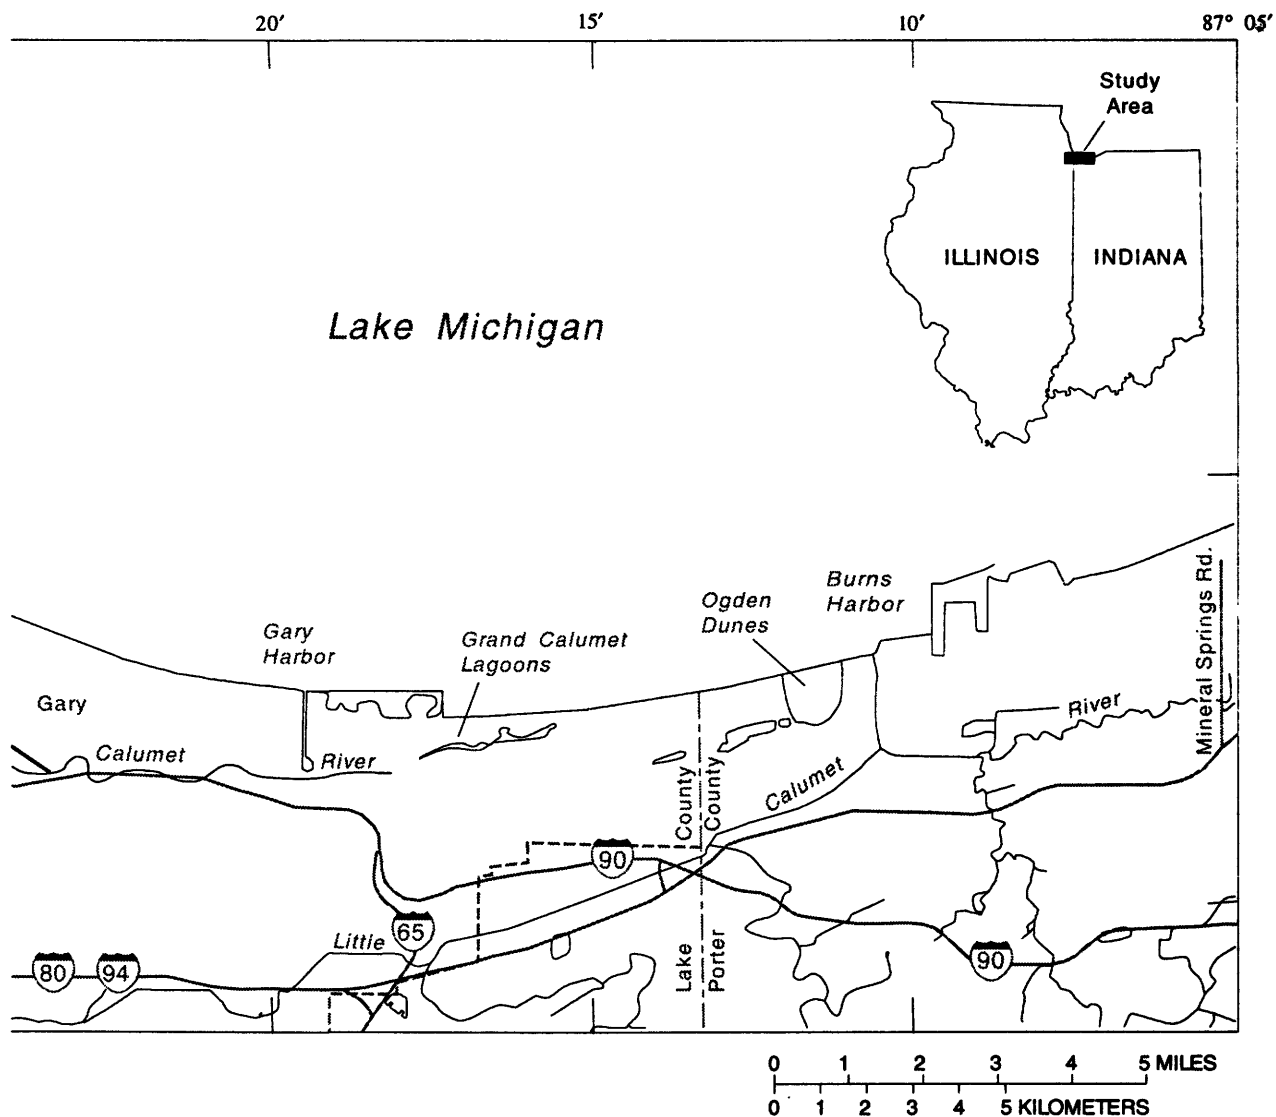 20′ 15′ 10′ 87° 05′
Study
Area
ILLINOIS INDIANA
Lake Michigan
Mineral Springs Rd.
Burns
Harbor
Ogden
Dunes
Gary
Harbor
Grand Calumet
Lagoons
Gary
River
Calumet
River
County
County
Calumet
90
65
Little
80
94
Lake
Porter
90
0 1 2 3 4 5 MILES
0 1 2 3 4 5 KILOMETERS